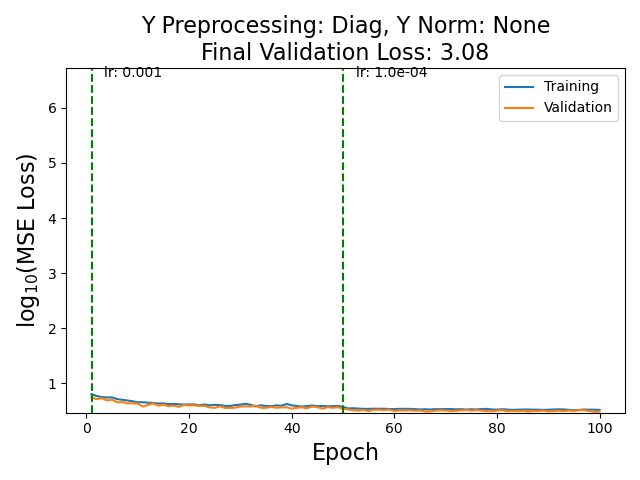 Y Preprocessing: Diag, Y Norm: None
Final Validation Loss: 3.08
lr: 0.001
lr: 1.0e-04
Training
Validation
log₁₀(MSE Loss)
6
5
4
3
2
1
0
20
40
60
80
100
Epoch